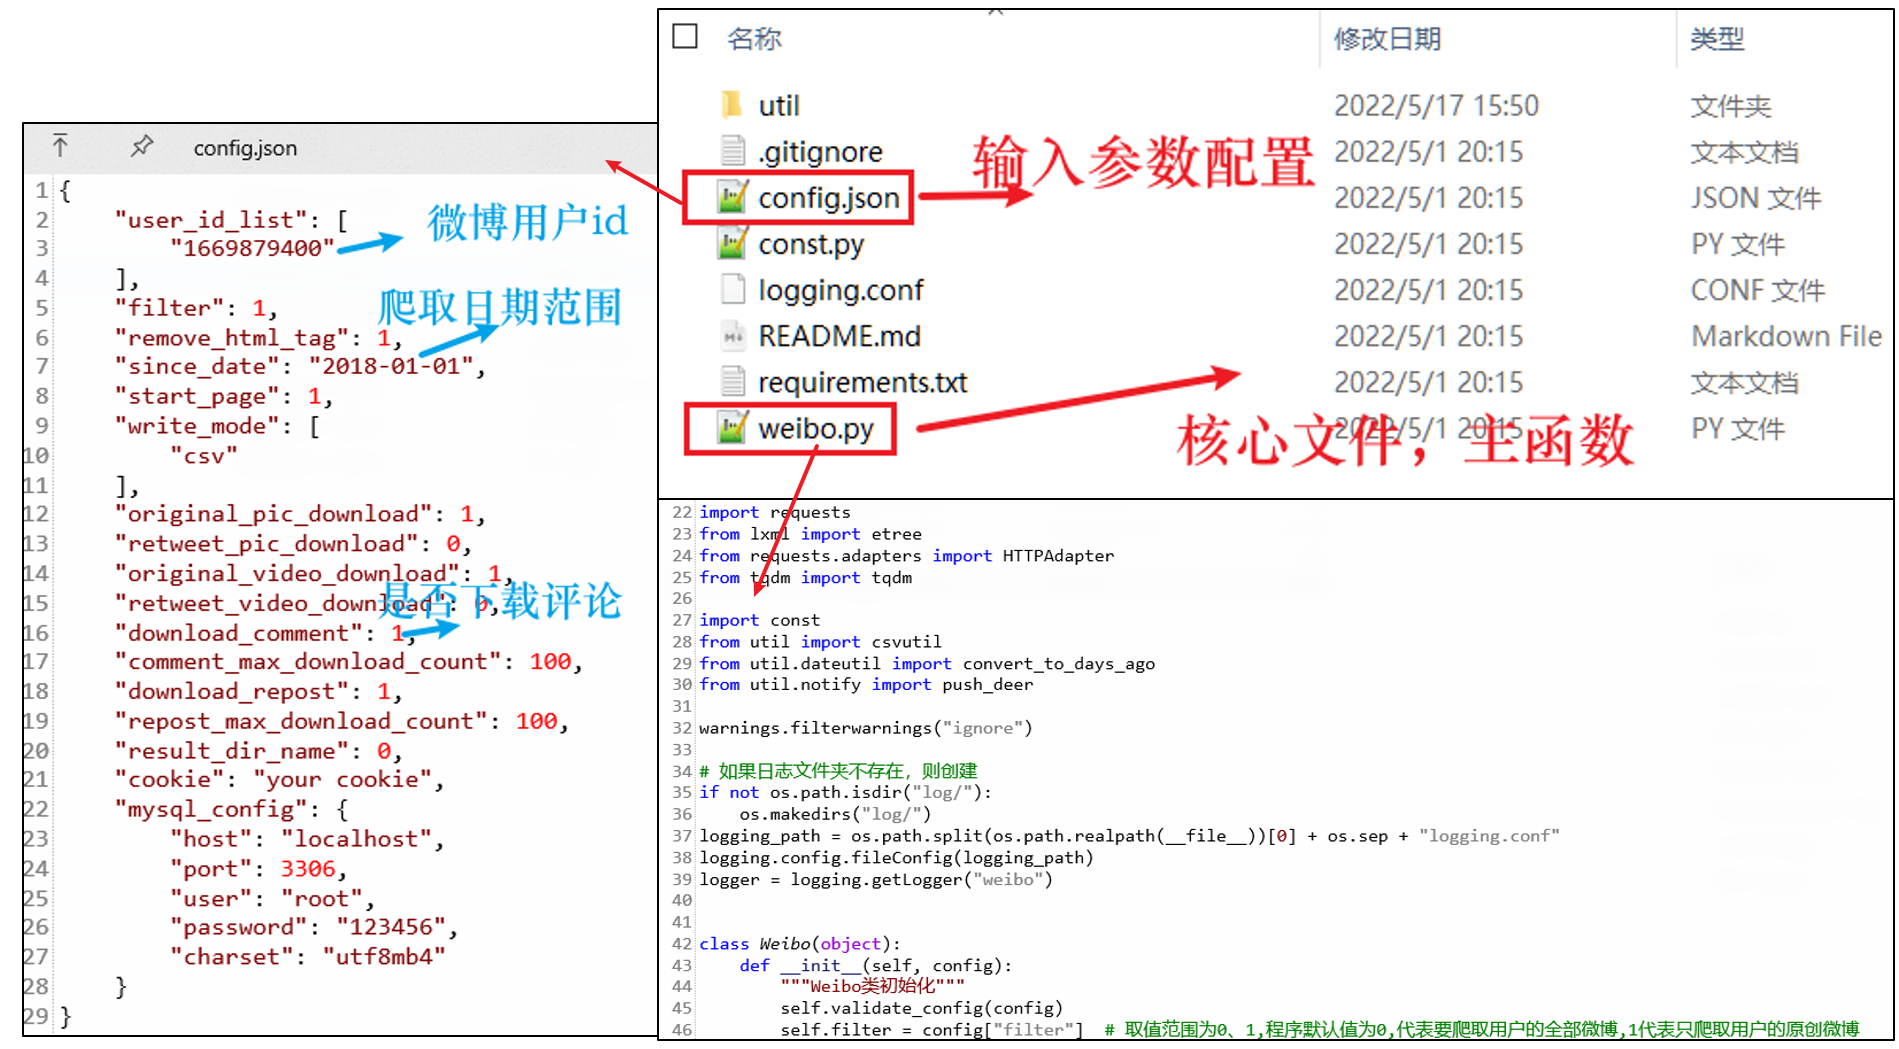 名称 修改日期 类型
util 2022/5/17 15:50 文件夹
.gitignore 2022/5/1 20:15 文本文档
config.json 2022/5/1 20:15 JSON 文件
const.py 2022/5/1 20:15 PY 文件
logging.conf 2022/5/1 20:15 CONF 文件
README.md 2022/5/1 20:15 Markdown File
requirements.txt 2022/5/1 20:15 文本文档
weibo.py 2022/5/1 20:15 PY 文件
输入参数配置
核心文件，主函数
config.json
1 {
2 "user_id_list": [
3 "1669879400"
4 ],
5 "filter": 1,
6 "remove_html_tag": 1,
7 "since_date": "2018-01-01",
8 "start_page": 1,
9 "write_mode": [
10 "csv"
11 ],
12 "original_pic_download": 1,
13 "retweet_pic_download": 0,
14 "original_video_download": 1,
15 "retweet_video_download": 0,
16 "download_comment": 1,
17 "comment_max_download_count": 100,
18 "download_repost": 1,
19 "repost_max_download_count": 100,
20 "result_dir_name": 0,
21 "cookie": "your cookie",
22 "mysql_config": {
23 "host": "localhost",
24 "port": 3306,
25 "user": "root",
26 "password": "123456",
27 "charset": "utf8mb4"
28 }
29 }
微博用户id
爬取日期范围
是否下载评论
22 import requests
23 from lxml import etree
24 from requests.adapters import HTTPAdapter
25 from tqdm import tqdm
26
27 import const
28 from util import csvutil
29 from util.dateutil import convert_to_days_ago
30 from util.notify import push_deer
31
32 warnings.filterwarnings("ignore")
33
34 # 如果日志文件夹不存在，则创建
35 if not os.path.isdir("log/"):
36 os.makedirs("log/")
37 logging_path = os.path.split(os.path.realpath(__file__))[0] + os.sep + "logging.conf"
38 logging.config.fileConfig(logging_path)
39 logger = logging.getLogger("weibo")
40
41
42 class Weibo(object):
43 def __init__(self, config):
44 """Weibo类初始化"""
45 self.validate_config(config)
46 self.filter = config["filter"] # 取值范围为0、1,程序默认值为0,代表要爬取用户的全部微博,1代表只爬取用户的原创微博